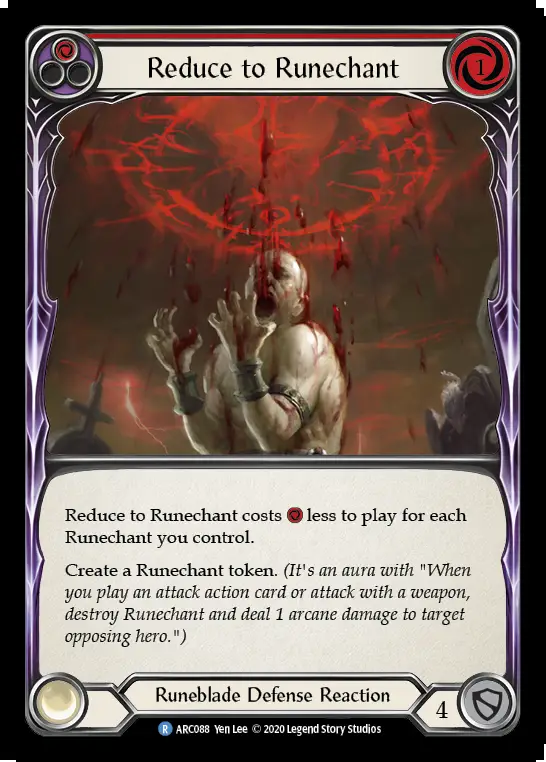 Reduce to Runechant
1
Reduce to Runechant costs less to play for each
Runechant you control.
Create a Runechant token. (It's an aura with "When
you play an attack action card or attack with a weapon,
destroy Runechant and deal 1 arcane damage to target
opposing hero.")
Runeblade Defense Reaction
4
R ARC088 Yen Lee © 2020 Legend Story Studios